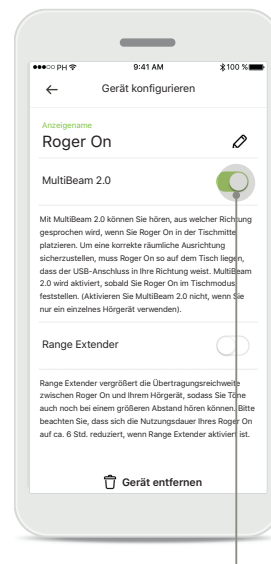 PH 9:41 AM 100 %
Gerät konfigurieren
Anzeigename
Roger On
MultiBeam 2.0
Mit MultiBeam 2.0 können Sie hören, aus welcher Richtung
gesprochen wird, wenn Sie Roger On in der Tischmitte
platzieren. Um eine korrekte räumliche Ausrichtung
sicherzustellen, muss Roger On so auf dem Tisch liegen,
dass der USB-Anschluss in Ihre Richtung weist. MultiBeam
2.0 wird aktiviert, sobald Sie Roger On im Tischmodus
feststellen. (Aktivieren Sie MultiBeam 2.0 nicht, wenn Sie
nur ein einzelnes Hörgerät verwenden).
Range Extender
Range Extender vergrößert die Übertragungsreichweite
zwischen Roger On und Ihrem Hörgerät, sodass Sie Töne
auch noch bei einem größeren Abstand hören können. Bitte
beachten Sie, dass sich die Nutzungsdauer Ihres Roger On
auf ca. 6 Std. reduziert, wenn Range Extender aktiviert ist.
Gerät entfernen